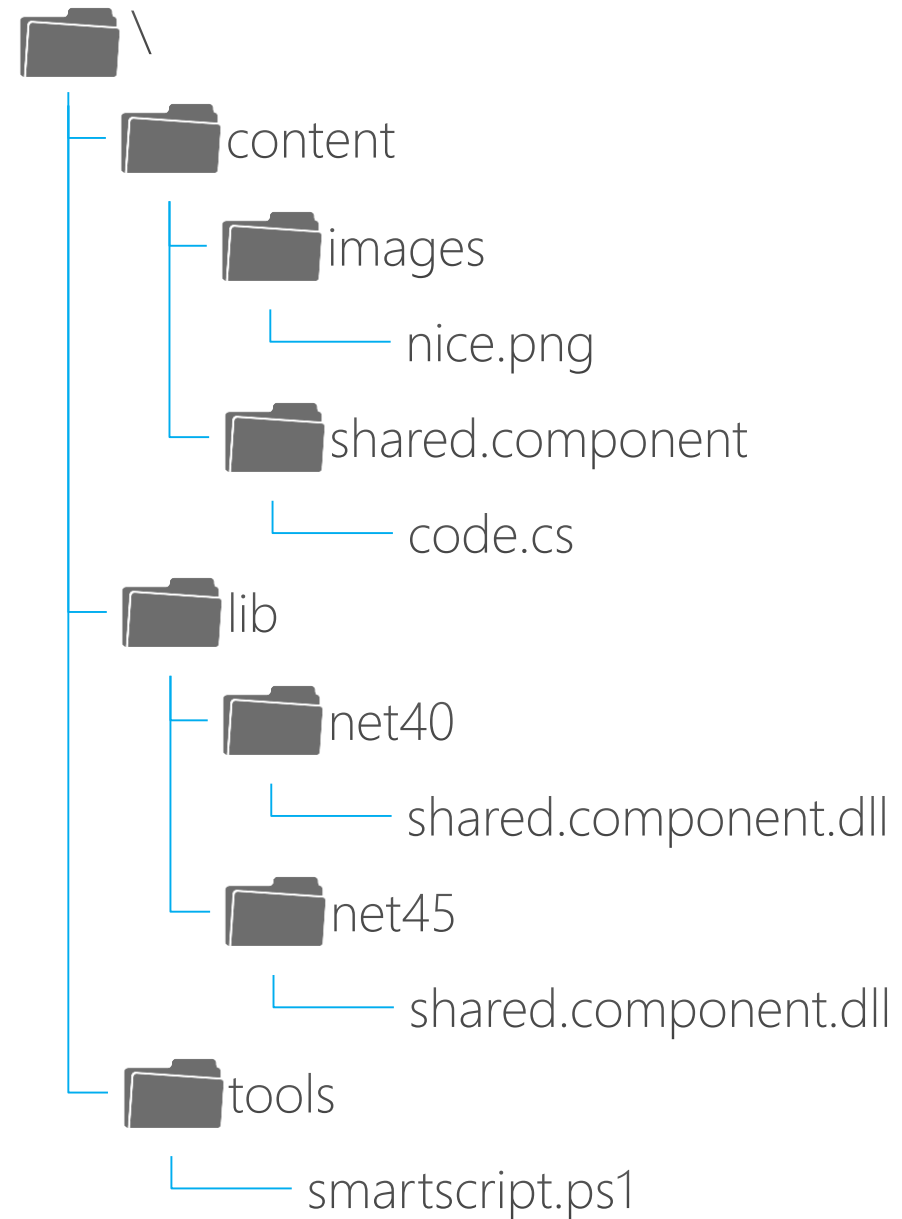 \
content
images
nice.png
shared.component
code.cs
lib
net40
shared.component.dll
net45
shared.component.dll
tools
smartscript.ps1